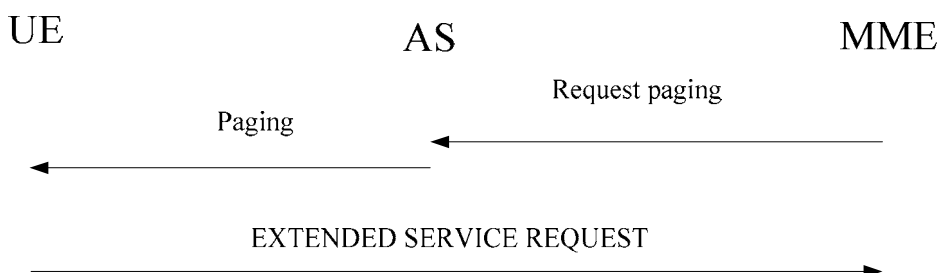 UE
AS
MME
Request paging
Paging
EXTENDED SERVICE REQUEST